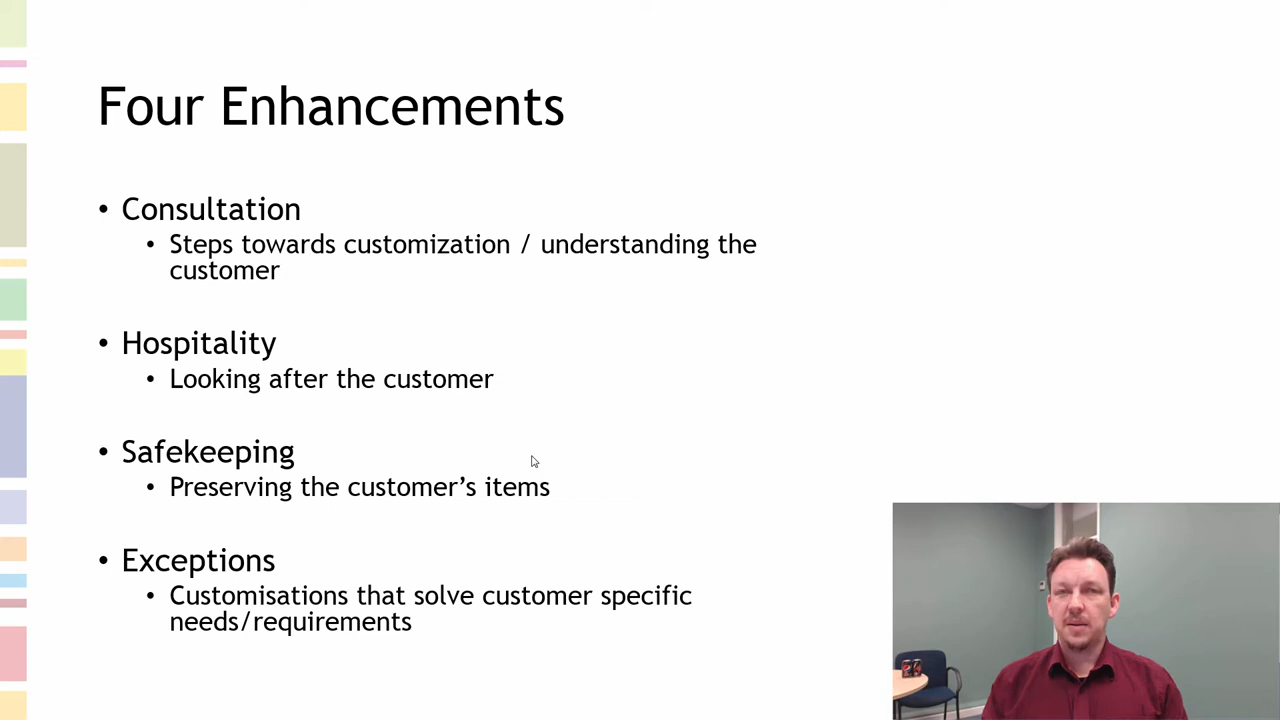 Four Enhancements
• Consultation
• Steps towards customization / understanding the
customer
• Hospitality
• Looking after the customer
• Safekeeping
• Preserving the customer's items
• Exceptions
• Customisations that solve customer specific
needs/requirements